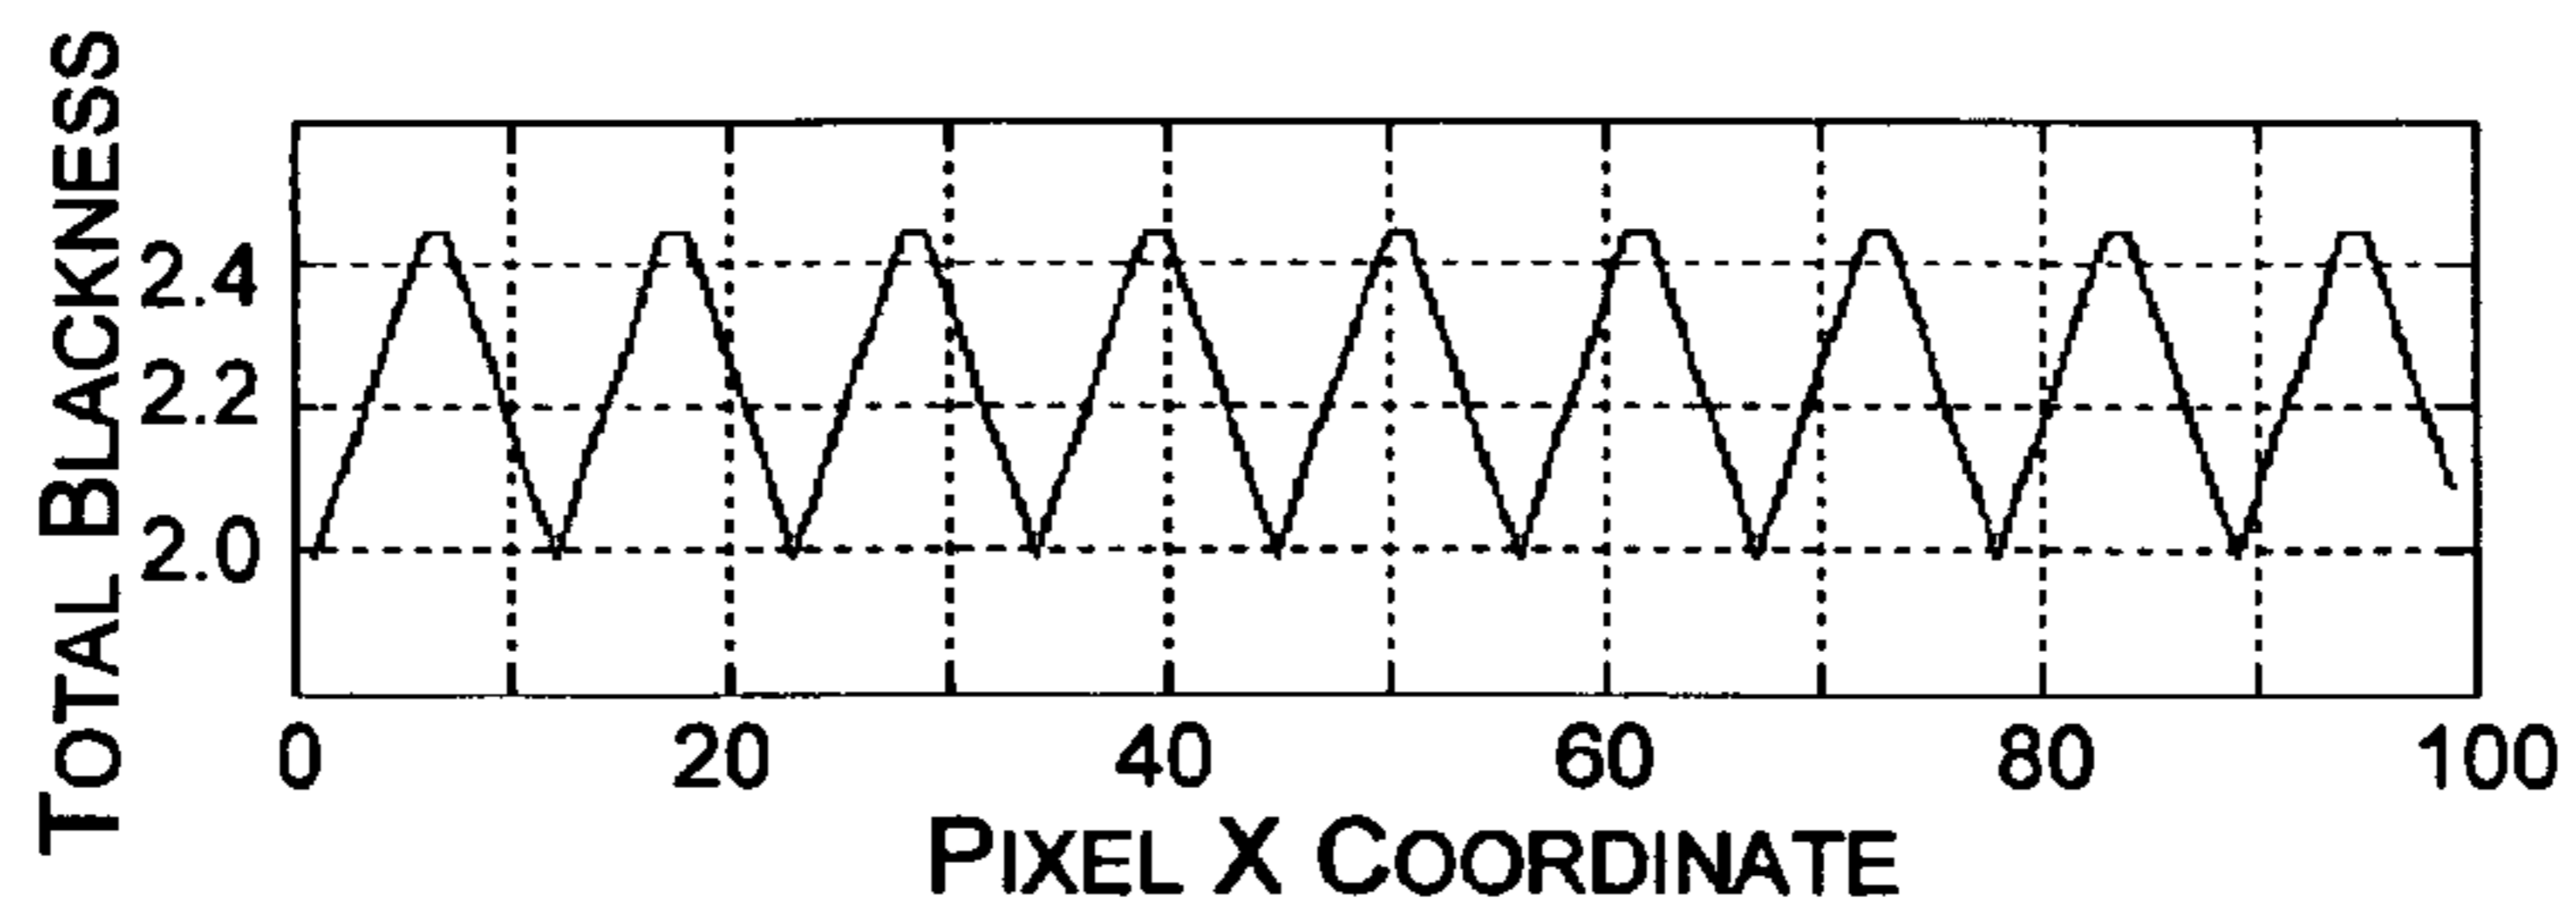 TOTAL BLACKNESS
2.4
2.2
2.0
0 20 40 60 80 100
PIXEL X COORDINATE